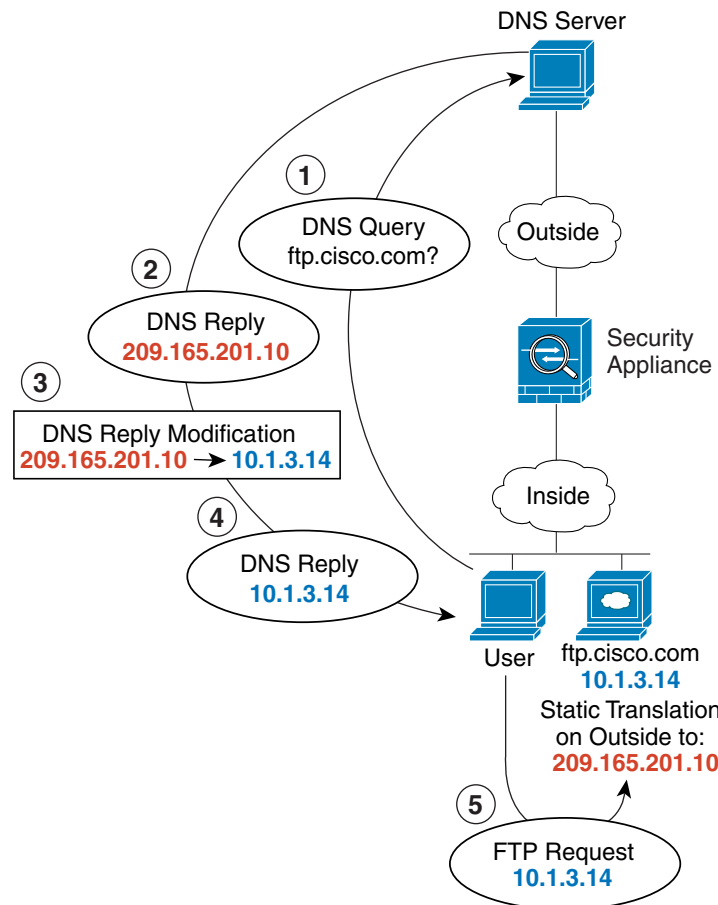 DNS Server
1
DNS Query
ftp.cisco.com?
Outside
2
DNS Reply
209.165.201.10
Security
Appliance
3
DNS Reply Modification
209.165.201.10 10.1.3.14
Inside
4
DNS Reply
10.1.3.14
User
ftp.cisco.com
10.1.3.14
Static Translation
on Outside to:
209.165.201.10
5
FTP Request
10.1.3.14